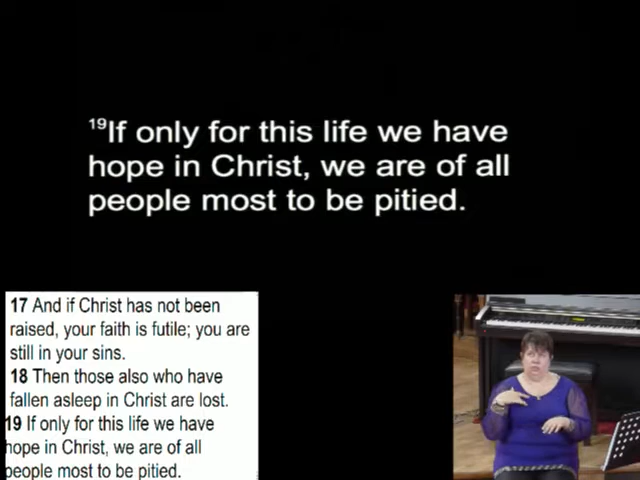 ¹⁹If only for this life we have
hope in Christ, we are of all
people most to be pitied.
17 And if Christ has not been
raised, your faith is futile; you are
still in your sins.
18 Then those also who have
fallen asleep in Christ are lost.
19 If only for this life we have
hope in Christ, we are of all
people most to be pitied.